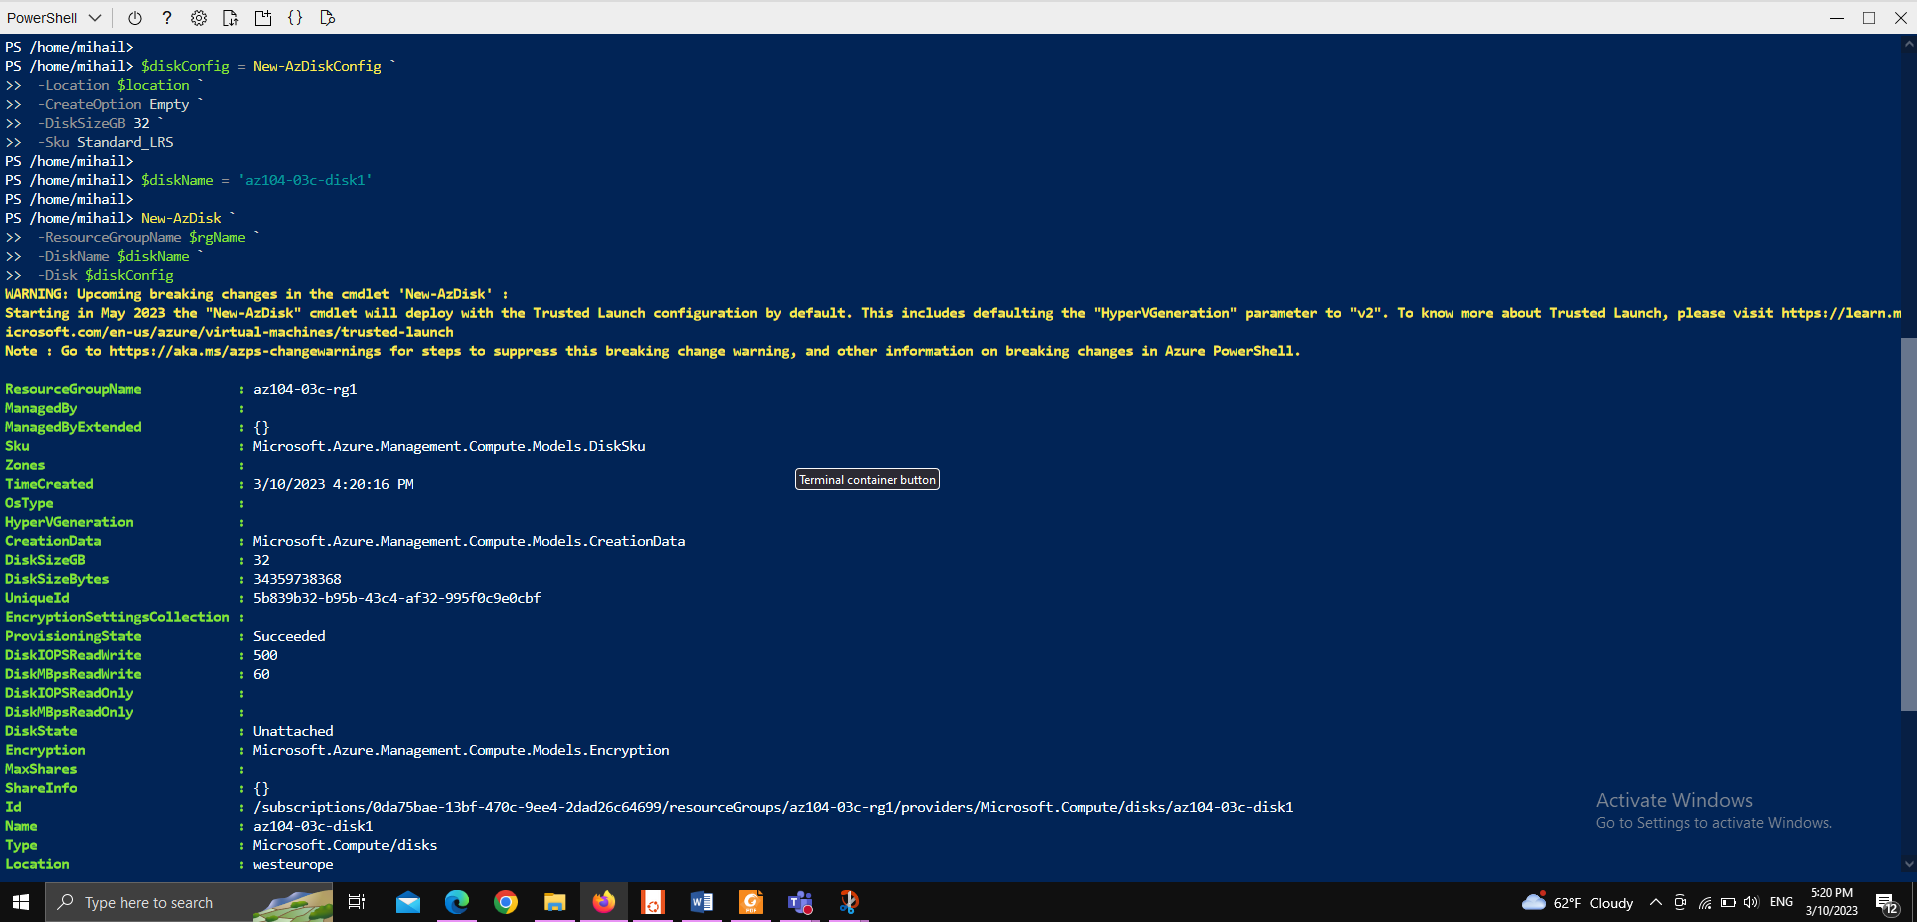 PowerShell
PS /home/mihail>
PS /home/mihail> $diskConfig = New-AzDiskConfig `
>>  -Location $location `
>>  -CreateOption Empty `
>>  -DiskSizeGB 32 `
>>  -Sku Standard_LRS
PS /home/mihail>
PS /home/mihail> $diskName = 'az104-03c-disk1'
PS /home/mihail>
PS /home/mihail> New-AzDisk `
>>  -ResourceGroupName $rgName `
>>  -DiskName $diskName `
>>  -Disk $diskConfig
WARNING: Upcoming breaking changes in the cmdlet 'New-AzDisk' :
Starting in May 2023 the "New-AzDisk" cmdlet will deploy with the Trusted Launch configuration by default. This includes defaulting the "HyperVGeneration" parameter to "v2". To know more about Trusted Launch, please visit https://learn.m
icrosoft.com/en-us/azure/virtual-machines/trusted-launch
Note : Go to https://aka.ms/azps-changewarnings for steps to suppress this breaking change warning, and other information on breaking changes in Azure PowerShell.
ResourceGroupName : az104-03c-rg1
ManagedBy :
ManagedByExtended : {}
Sku : Microsoft.Azure.Management.Compute.Models.DiskSku
Zones :
Terminal container button
TimeCreated : 3/10/2023 4:20:16 PM
OsType :
HyperVGeneration :
CreationData : Microsoft.Azure.Management.Compute.Models.CreationData
DiskSizeGB : 32
DiskSizeBytes : 34359738368
UniqueId : 5b839b32-b95b-43c4-af32-995f0c9e0cbf
EncryptionSettingsCollection :
ProvisioningState : Succeeded
DiskIOPSReadWrite : 500
DiskMBpsReadWrite : 60
DiskIOPSReadOnly :
DiskMBpsReadOnly :
DiskState : Unattached
Encryption : Microsoft.Azure.Management.Compute.Models.Encryption
MaxShares :
ShareInfo : {}
Id : /subscriptions/0da75bae-13bf-470c-9ee4-2dad26c64699/resourceGroups/az104-03c-rg1/providers/Microsoft.Compute/disks/az104-03c-disk1
Name : az104-03c-disk1
Type : Microsoft.Compute/disks
Location : westeurope
Activate Windows
Go to Settings to activate Windows.
Type here to search
62°F Cloudy
ENG
5:20 PM
3/10/2023
12